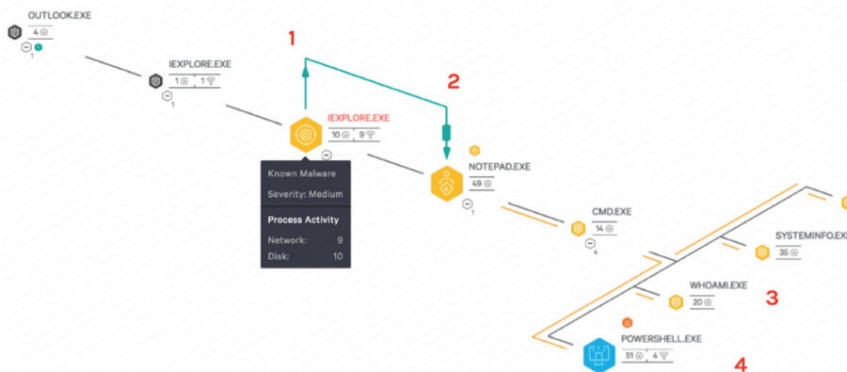 OUTLOOK.EXE
4
1
IEXPLORE.EXE
1 1
1
1
2
IEXPLORE.EXE
10 9
Known Malware
Severity: Medium
Process Activity
Network: 9
Disk: 10
NOTEPAD.EXE
49
1
CMD.EXE
14
4
SYSTEMINFO.EXE
35
WHOAMI.EXE
20
3
POWERSHELL.EXE
51 4
4